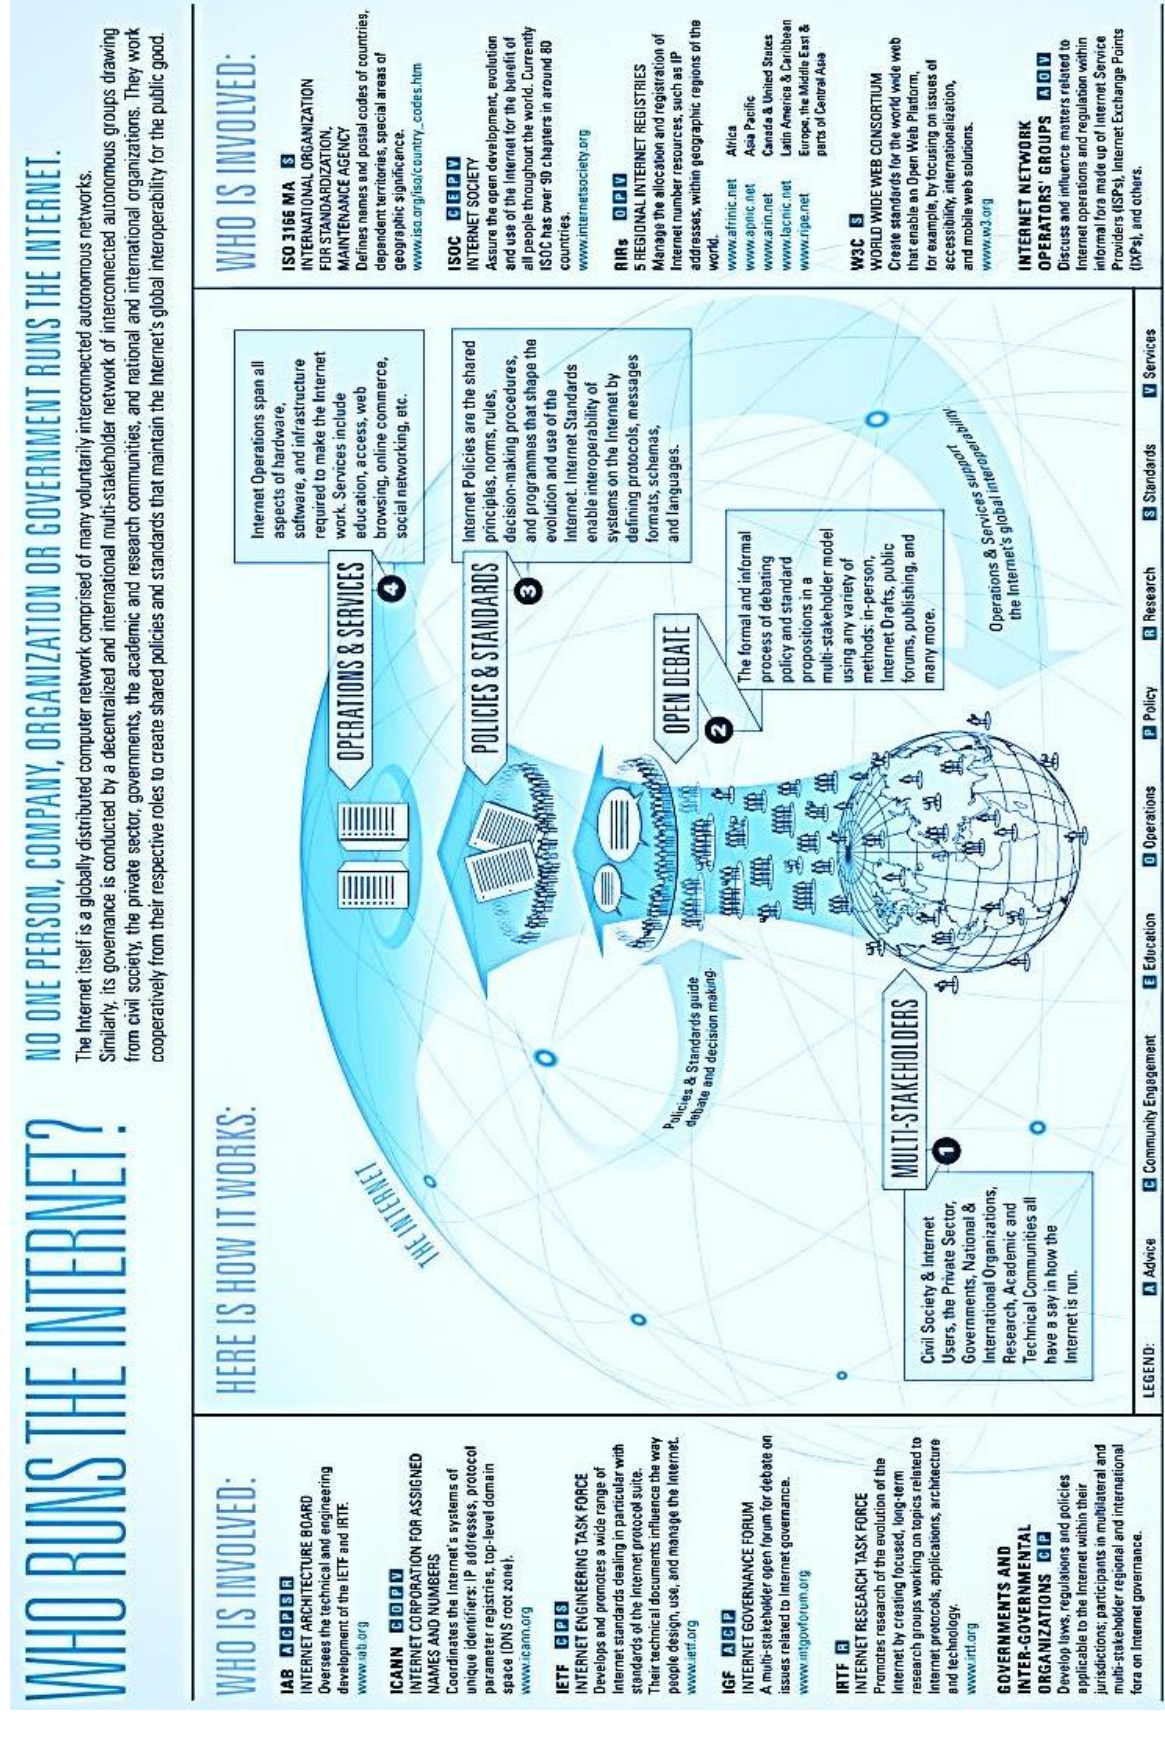 WHO RUNS THE INTERNET?
NO ONE PERSON, COMPANY, ORGANIZATION OR GOVERNMENT RUNS THE INTERNET.
The Internet itself is a globally distributed computer network comprised of many voluntarily interconnected autonomous networks.
Similarly, its governance is conducted by a decentralized and international multi-stakeholder network of interconnected autonomous groups drawing
from civil society, the private sector, governments, the academic and research communities, and national and international organizations. They work
cooperatively from their respective roles to create shared policies and standards that maintain the Internet's global interoperability for the public good.
WHO IS INVOLVED:
IAB A C P S R
INTERNET ARCHITECTURE BOARD
Oversees the technical and engineering
development of the IETF and IRTF.
www.iab.org
ICANN C O P V
INTERNET CORPORATION FOR ASSIGNED
NAMES AND NUMBERS
Coordinates the Internet's systems of
unique identifiers: IP addresses, protocol
parameter registries, top-level domain
space (DNS root zone).
www.icann.org
IETF C P S
INTERNET ENGINEERING TASK FORCE
Develops and promotes a wide range of
Internet standards dealing in particular with
standards of the Internet protocol suite.
Their technical documents influence the way
people design, use, and manage the Internet.
www.ietf.org
IGF A C P
INTERNET GOVERNANCE FORUM
A multi-stakeholder open forum for debate on
issues related to Internet governance.
www.intgovforum.org
IRTF R
INTERNET RESEARCH TASK FORCE
Promotes research of the evolution of the
Internet by creating focused, long-term
research groups working on topics related to
Internet protocols, applications, architecture
and technology.
www.irtf.org
GOVERNMENTS AND
INTER-GOVERNMENTAL
ORGANIZATIONS C P
Develop laws, regulations and policies
applicable to the Internet within their
jurisdictions; participants in multilateral and
multi-stakeholder regional and international
fora on Internet governance.
HERE IS HOW IT WORKS:
THE INTERNET
OPERATIONS & SERVICES
4
Internet Operations span all
aspects of hardware,
software, and infrastructure
required to make the Internet
work. Services include
education, access, web
browsing, online commerce,
social networking, etc.
POLICIES & STANDARDS
3
Internet Policies are the shared
principles, norms, rules,
decision-making procedures,
and programmes that shape the
evolution and use of the
Internet. Internet Standards
enable interoperability of
systems on the Internet by
defining protocols, messages
formats, schemas,
and languages.
OPEN DEBATE
2
The formal and informal
process of debating
policy and standard
propositions in a
multi-stakeholder model
using any variety of
methods: in-person,
Internet Drafts, public
forums, publishing, and
many more.
Policies & Standards guide
debate and decision making.
MULTI-STAKEHOLDERS
1
Civil Society & Internet
Users, the Private Sector,
Governments, National &
International Organizations,
Research, Academic and
Technical Communities all
have a say in how the
Internet is run.
Operations & Services support
the Internet's global interoperability.
LEGEND: A Advice C Community Engagement E Education O Operations P Policy R Research S Standards V Services
WHO IS INVOLVED:
ISO 3166 MA S
INTERNATIONAL ORGANIZATION
FOR STANDARDIZATION,
MAINTENANCE AGENCY
Defines names and postal codes of countries,
dependent territories, special areas of
geographic significance.
www.iso.org/iso/country_codes.htm
ISOC C E P V
INTERNET SOCIETY
Assure the open development, evolution
and use of the Internet for the benefit of
all people throughout the world. Currently
ISOC has over 90 chapters in around 80
countries.
www.internetsociety.org
RIRs O P V
5 REGIONAL INTERNET REGISTRIES
Manage the allocation and registration of
Internet number resources, such as IP
addresses, within geographic regions of the
world.
www.afrinic.net Africa
www.apnic.net Asia Pacific
www.arin.net Canada & United States
www.lacnic.net Latin America & Caribbean
www.ripe.net Europe, the Middle East &
parts of Central Asia
W3C S
WORLD WIDE WEB CONSORTIUM
Create standards for the world wide web
that enable an Open Web Platform,
for example, by focusing on issues of
accessibility, internationalization,
and mobile web solutions.
www.w3.org
INTERNET NETWORK
OPERATORS' GROUPS A O V
Discuss and influence matters related to
Internet operations and regulation within
informal fora made up of Internet Service
Providers (ISPs), Internet Exchange Points
(IXPs), and others.